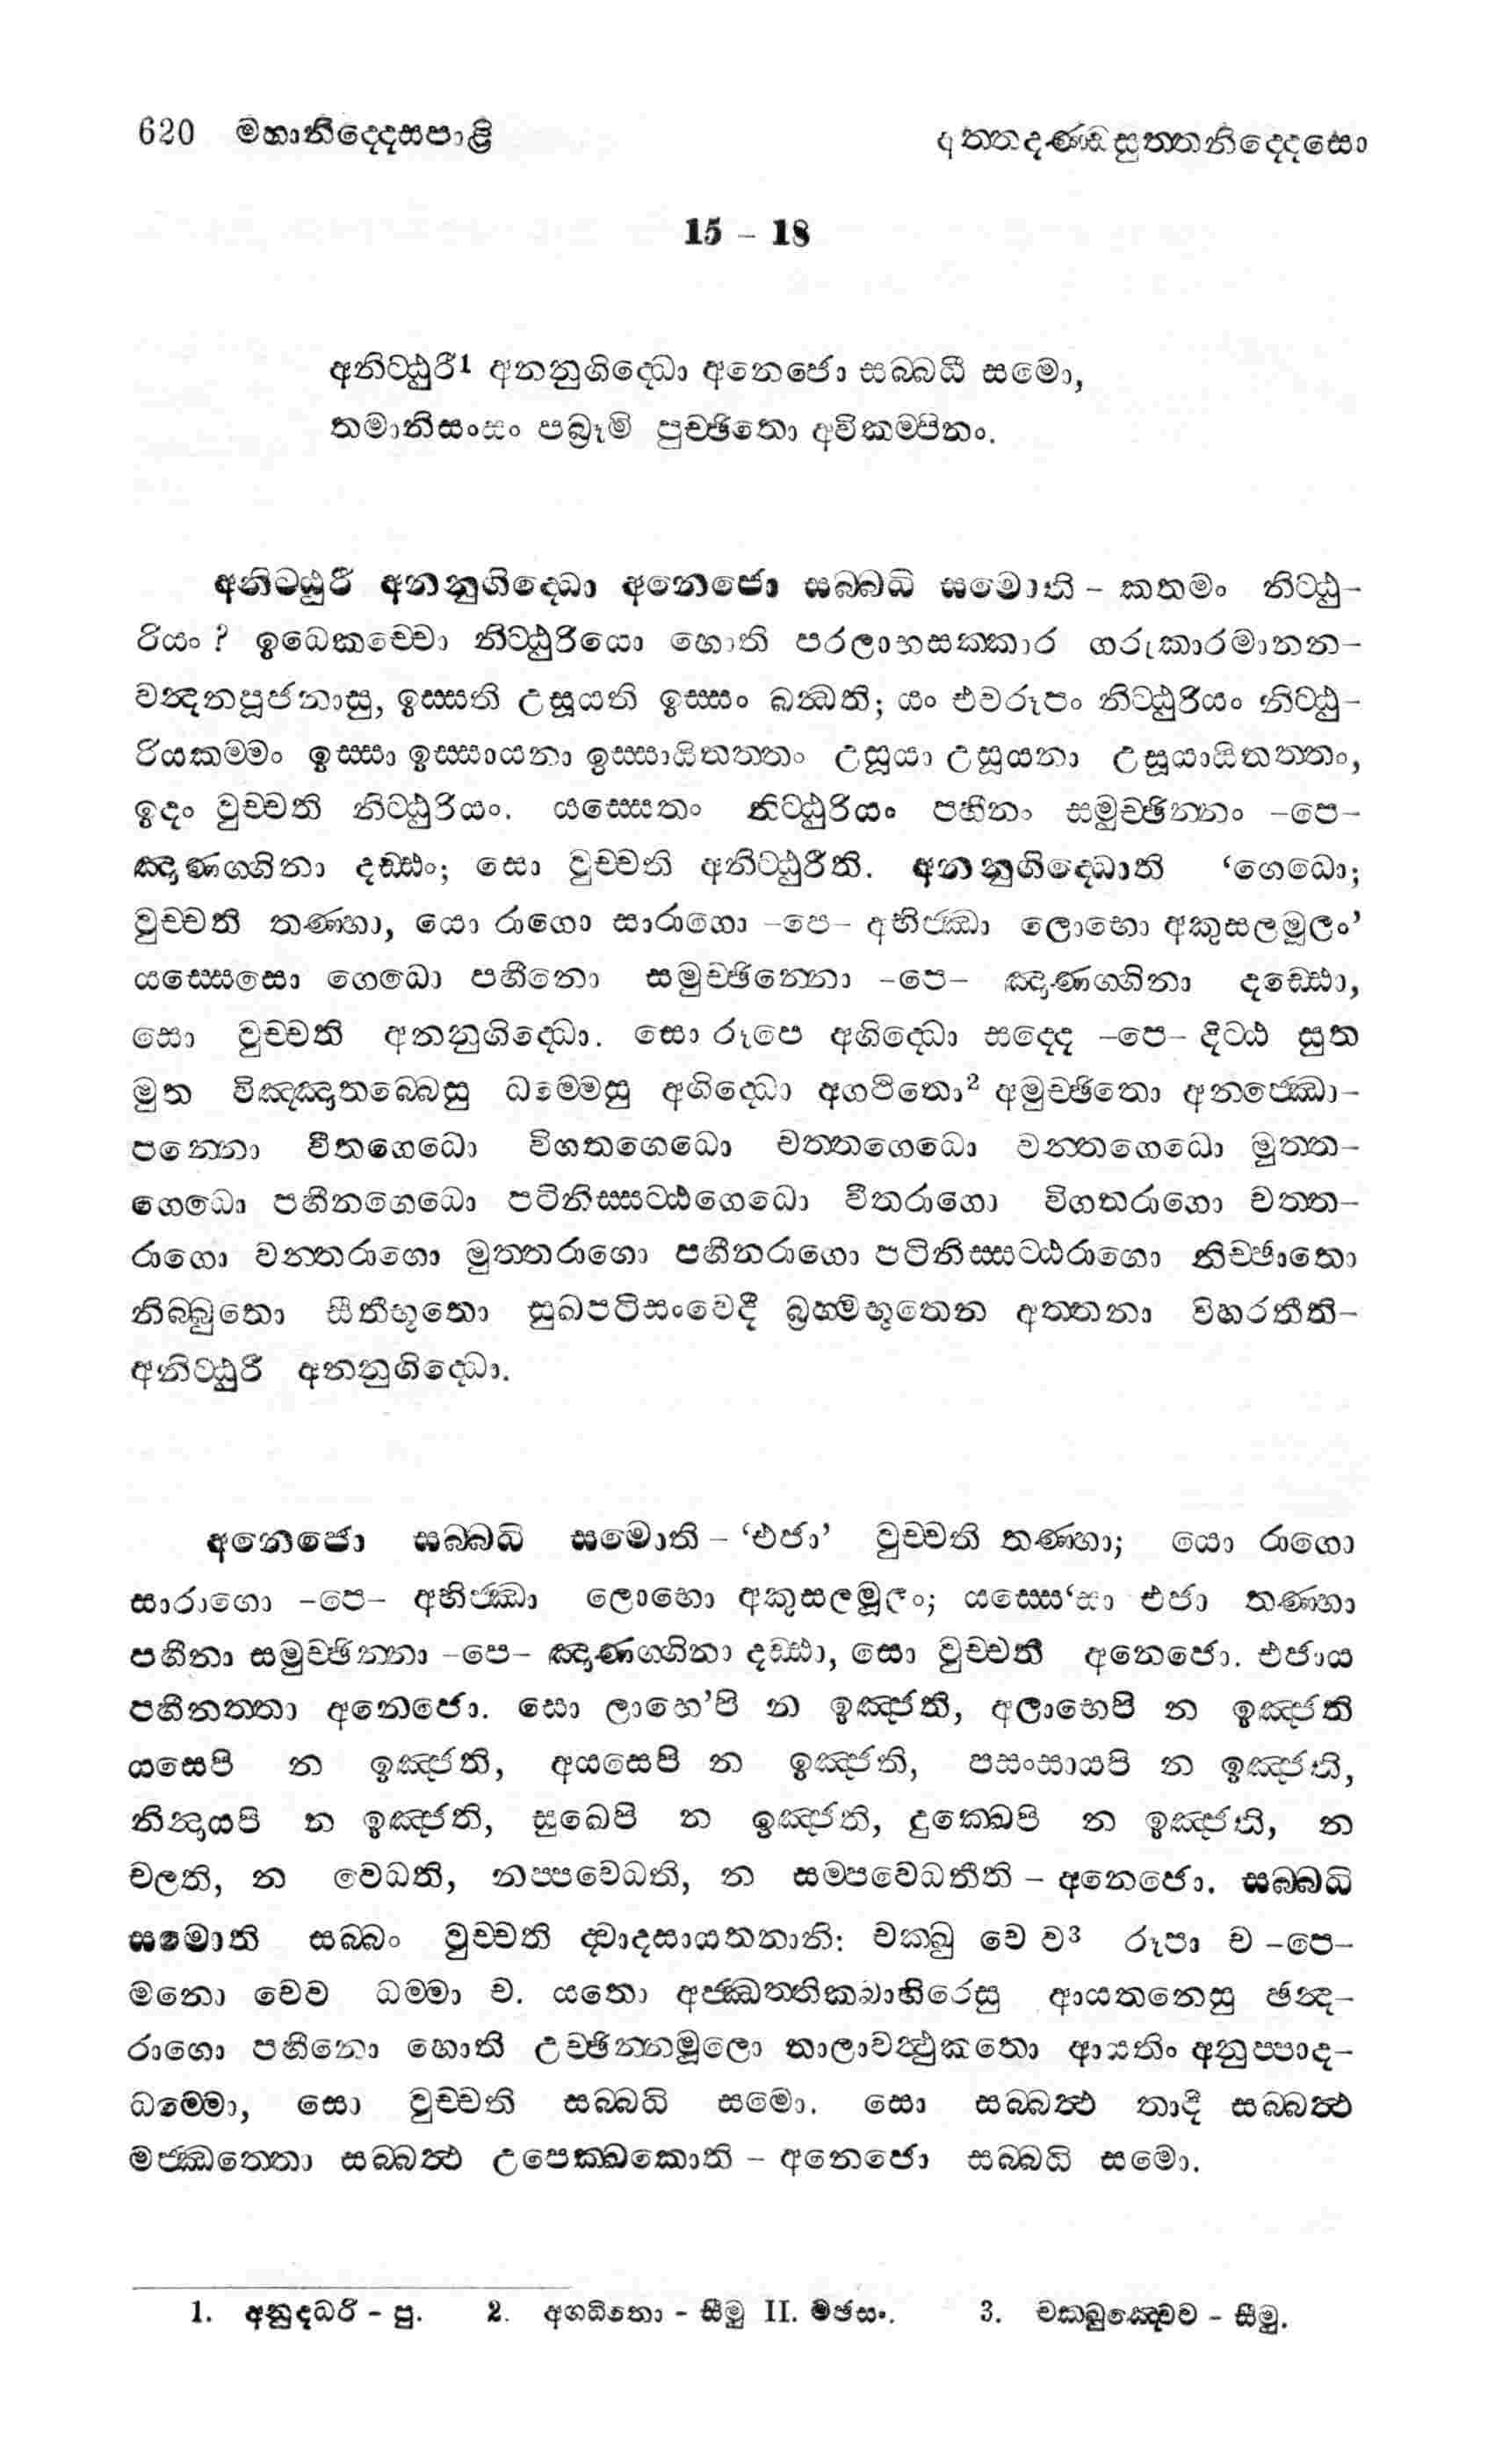 620 මහානිද්දෙසපාළි
අත්තදණ්ඩසුත්තනිද්දෙසො
15 – 18
අනිට්ඨුරී1 අනනුගිද්ධො අනෙජො සබ්බධී සමො,
තමානිසංසං පබ්‍රූමි පුච්ඡිතො අවිකම්පිනං.
අනිට්ඨුරී අනනුගිද්ධො අනෙජො සබ්බධි සමොති – කතමං නිට්ඨු–
රියං ? ඉධෙකච්චො නිට්ඨුරියො හොති පරලාභසක්කාර ගරුකාරමානන–
වන්දනපූජනාසු, ඉස්සති උසූයති ඉස්සං බන්ධති; යං එවරූපං නිට්ඨුරියං නිට්ඨු–
රියකම්මං ඉස්සා ඉස්සායනා ඉස්සායිතත්තං උසූයා උසූයනා උසූයායිතත්තං,
ඉදං වුච්චති නිට්ඨුරියං. යස්සෙතං නිට්ඨුරියං පහීනං සමුච්ඡින්නං –පෙ–
ඤාණග්ගිනා දඩ්ඪං; සො වුච්චති අනිට්ඨුරීති. අනනුගිද්ධොති ‘ගෙධො;
වුච්චති තණ්හා, යො රාගො සාරාගො –පෙ– අභිජ්ඣා ලොභො අකුසලමූලං’
යස්සෙසො ගෙධො පහීනො සමුච්ඡින්නො –පෙ– ඤාණග්ගිනා දඩ්ඪො,
සො වුච්චති අනනුගිද්ධො. සො රූපෙ අගිද්ධො සද්දෙ –පෙ– දිට්ඨ සුත
මුත විඤ්ඤාතබ්බෙසු ධම්මෙසු අගිද්ධො අගථිතො2 අමුච්ඡිතො අනජ්ඣො–
පන්නො වීතගෙධො විගතගෙධො චත්තගෙධො වන්තගෙධො මුත්ත–
ගෙධො පහීනගෙධො පටිනිස්සට්ඨගෙධො වීතරාගො විගතරාගො චත්ත–
රාගො වන්තරාගො මුත්තරාගො පහීනරාගො පටිනිස්සට්ඨරාගො නිච්ඡාතො
නිබ්බුතො සීතීභූතො සුඛපටිසංවෙදී බ්‍රහ්මභූතෙන අත්තනා විහරතීති–
අනිට්ඨුරී අනනුගිද්ධො.
අනෙජො සබ්බධි සමොති – ‘එජා’ වුච්චති තණ්හා; යො රාගො
සාරාගො –පෙ– අභිජ්ඣා ලොභො අකුසලමූලං; යස්සෙ‘සා එජා තණ්හා
පහීනා සමුච්ඡින්නා –පෙ– ඤාණග්ගිනා දඩ්ඪා, සො වුච්චති අනෙජො. එජාය
පහීනත්තා අනෙජො. සො ලාභෙ’පි න ඉඤ්ජති, අලාභෙපි න ඉඤ්ජති
යසෙපි න ඉඤ්ජති, අයසෙපි න ඉඤ්ජති, පසංසායපි න ඉඤ්ජති,
නින්දායපි න ඉඤ්ජති, සුඛෙපි න ඉඤ්ජති, දුක්ඛෙපි න ඉඤ්ජති, න
චලති, න වෙධති, නප්පවෙධති, න සම්පවෙධතීති – අනෙජො. සබ්බධි
සමොති සබ්බං වුච්චති ද්වාදසායතනානි: චක්ඛු චෙ ව3 රූපා ච –පෙ–
මනො චෙව ධම්මා ච. යතො අජ්ඣත්තිකබාහිරෙසු ආයතනෙසු ඡන්ද–
රාගො පහීනො හොති උච්ඡින්නමූලො තාලාවත්ථුකතො ආයතිං අනුප්පාද–
ධම්මො, සො වුච්චති සබ්බධි සමො. සො සබ්බත්ථ තාදි සබ්බත්ථ
මජ්ඣත්තො සබ්බත්ථ උපෙක්ඛකොති – අනෙජො සබ්බධි සමො.
1. අනුද්ධරි – පු. 2. අගධිතො – සීමු II. මඡසං. 3. චක්ඛුඤ්චෙව – සීමු.